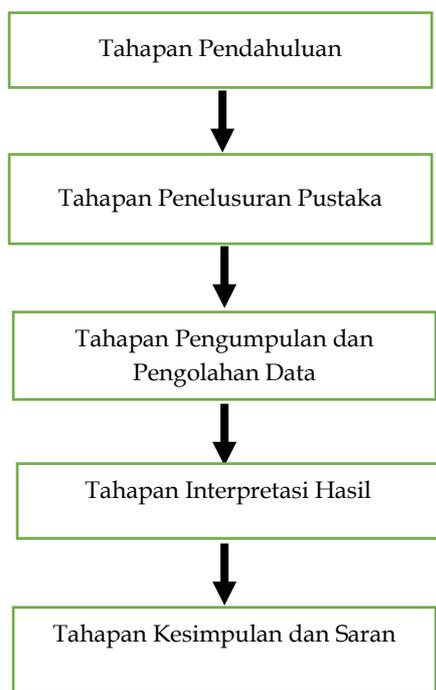 Tahapan Pendahuluan
Tahapan Penelusuran Pustaka
Tahapan Pengumpulan dan
Pengolahan Data
Tahapan Interpretasi Hasil
Tahapan Kesimpulan dan Saran